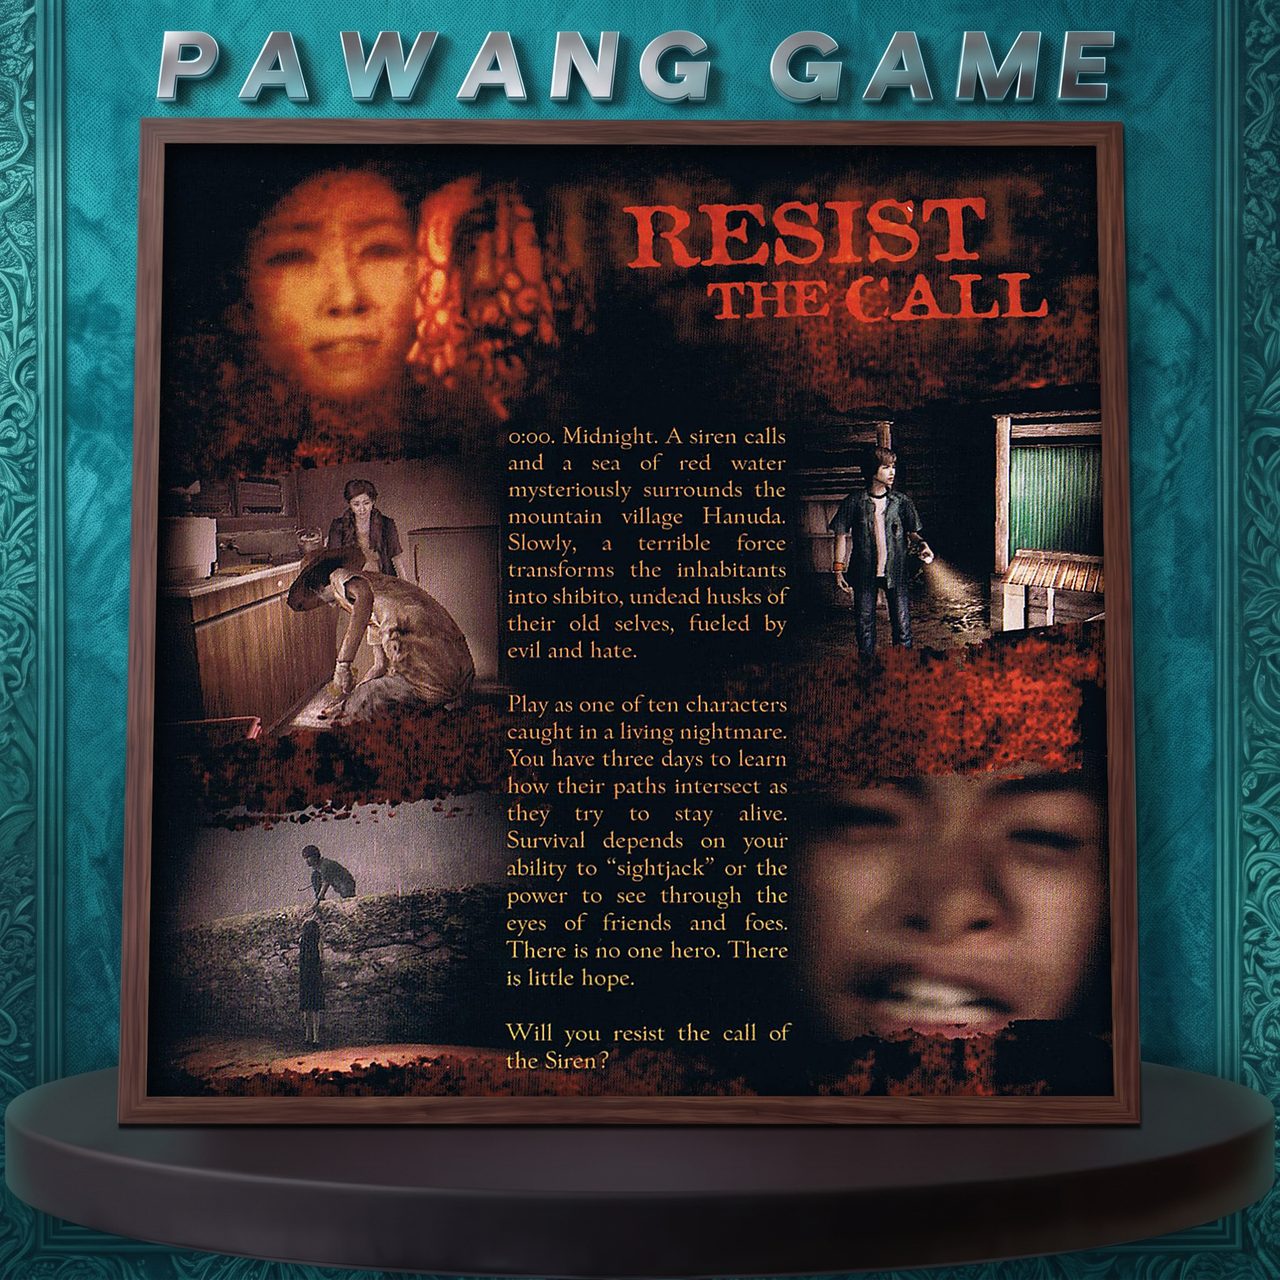 PAWANG GAME
RESIST
THE CALL
0:00. Midnight. A siren calls
and a sea of red water
mysteriously surrounds the
mountain village Hanuda.
Slowly, a terrible force
transforms the inhabitants
into shibito, undead husks of
their old selves, fueled by
evil and hate.
Play as one of ten characters
caught in a living nightmare.
You have three days to learn
how their paths intersect as
they try to stay alive.
Survival depends on your
ability to “sightjack” or the
power to see through the
eyes of friends and foes.
There is no one hero. There
is little hope.
Will you resist the call of
the Siren?